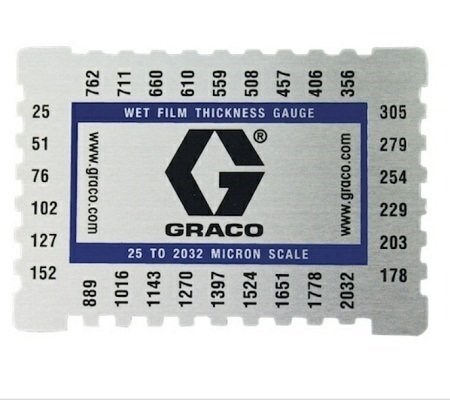 762 711 660 610 559 508 457 406 356
25
51
76
102
127
152
WET FILM THICKNESS GAUGE
www.graco.com
G®
GRACO
www.graco.com
25 TO 2032 MICRON SCALE
305
279
254
229
203
178
889 1016 1143 1270 1397 1524 1651 1778 2032